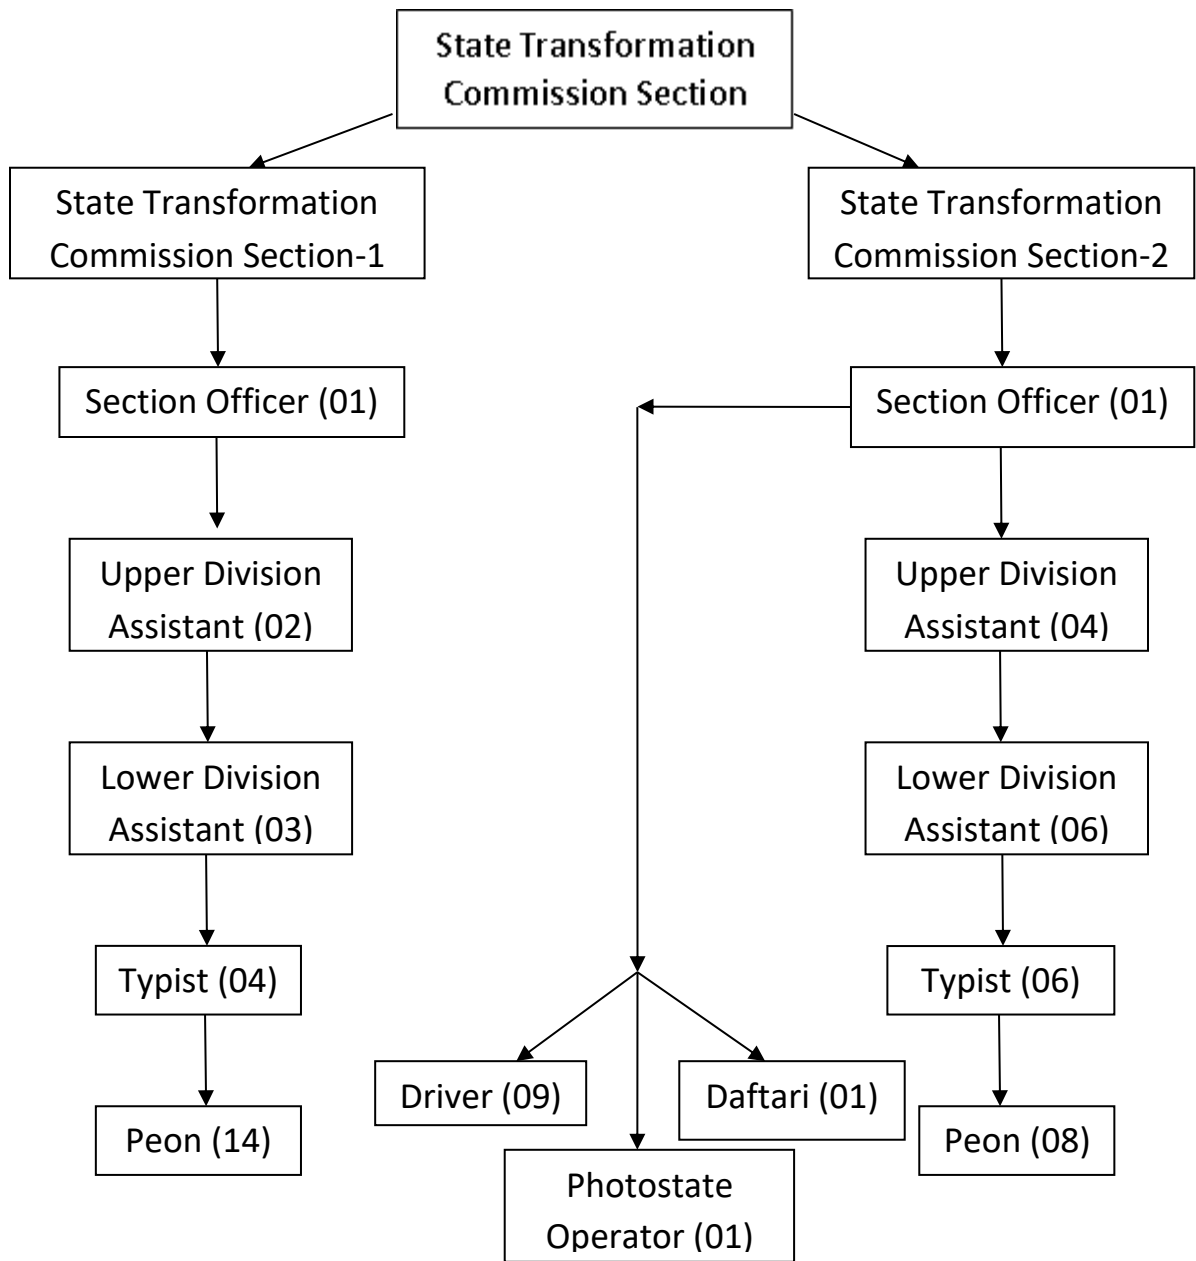 State Transformation
Commission Section
State Transformation
Commission Section-1
State Transformation
Commission Section-2
Section Officer (01)
Section Officer (01)
Upper Division
Assistant (02)
Upper Division
Assistant (04)
Lower Division
Assistant (03)
Lower Division
Assistant (06)
Typist (04)
Typist (06)
Driver (09)
Daftari (01)
Peon (14)
Peon (08)
Photostate
Operator (01)